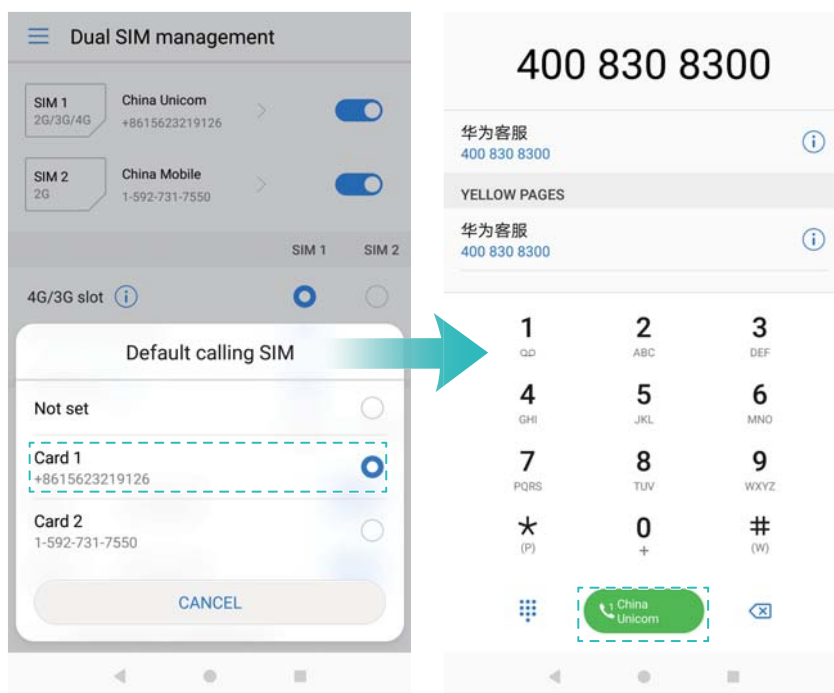 Dual SIM management
SIM 1
2G/3G/4G
China Unicom
+8615623219126
SIM 2
2G
China Mobile
1-592-731-7550
SIM 1 SIM 2
4G/3G slot
Default calling SIM
Not set
Card 1
+8615623219126
Card 2
1-592-731-7550
CANCEL
400 830 8300
华为客服
400 830 8300
YELLOW PAGES
华为客服
400 830 8300
1 2 3
ABC DEF
4 5 6
GHI JKL MNO
7 8 9
PQRS TUV WXYZ
* 0 #
(P) + (W)
1 China
Unicom